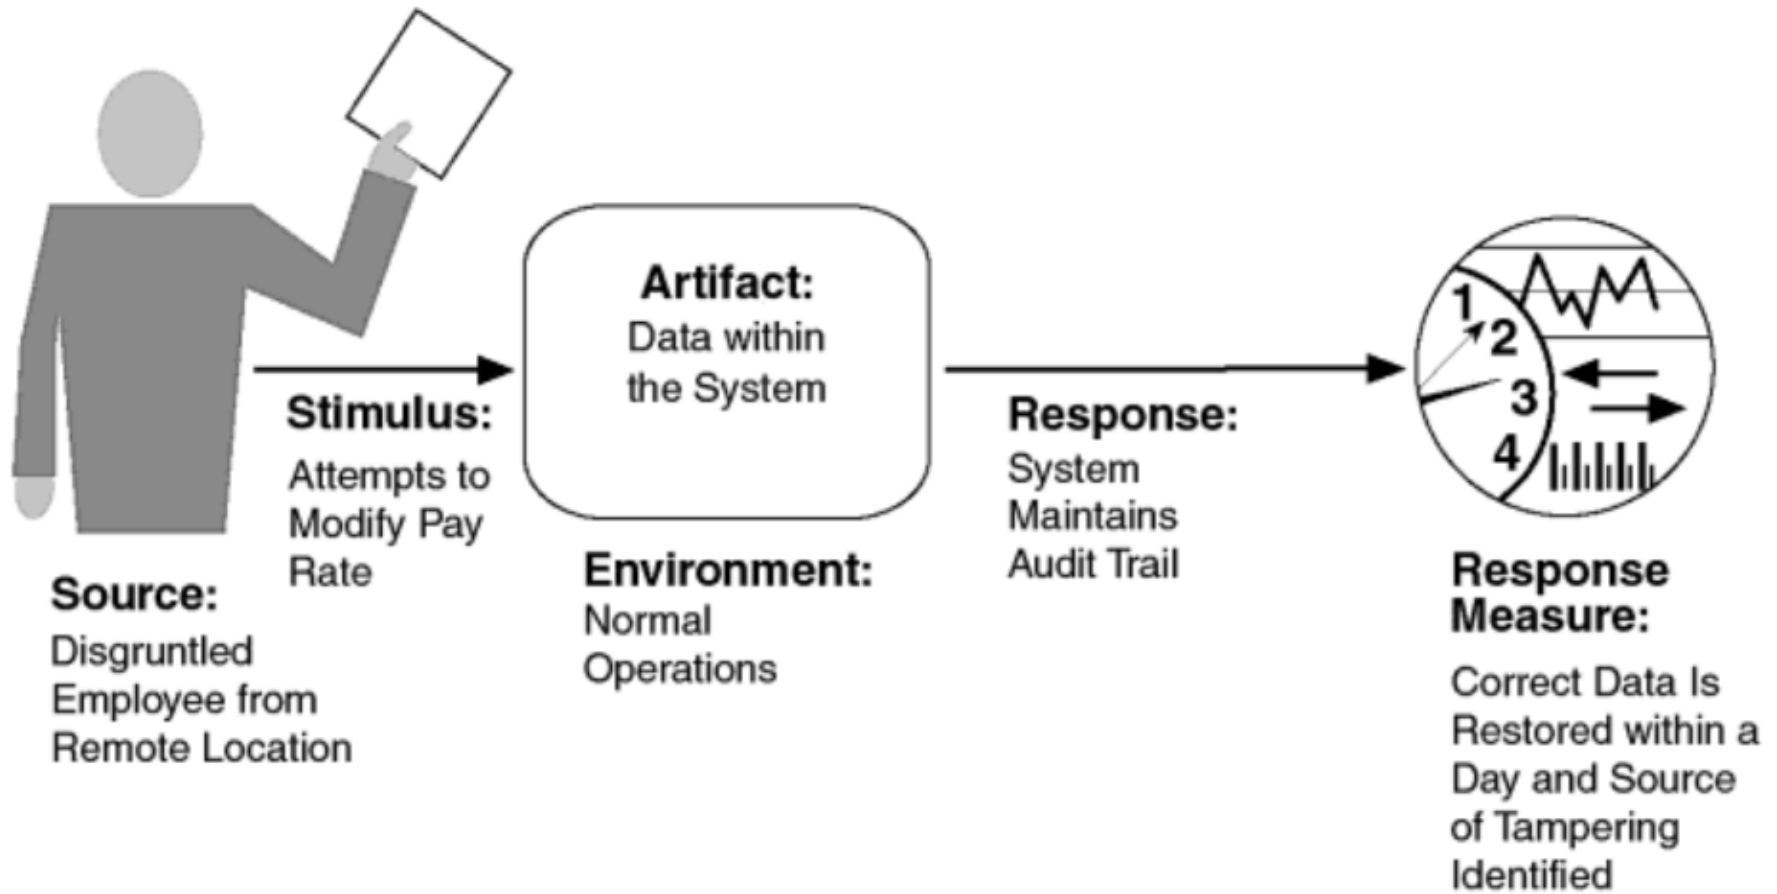 Source:
Disgruntled
Employee from
Remote Location
Stimulus:
Attempts to
Modify Pay
Rate
Artifact:
Data within
the System
Environment:
Normal
Operations
Response:
System
Maintains
Audit Trail
1
2
3
4
Response
Measure:
Correct Data Is
Restored within a
Day and Source
of Tampering
Identified